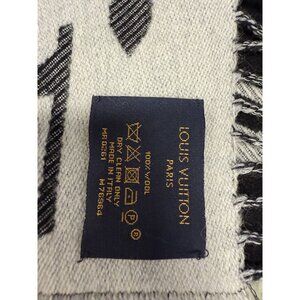 LOUIS VUITTON
PARIS
100% WOOL
P
DRY CLEAN ONLY
MADE IN ITALY